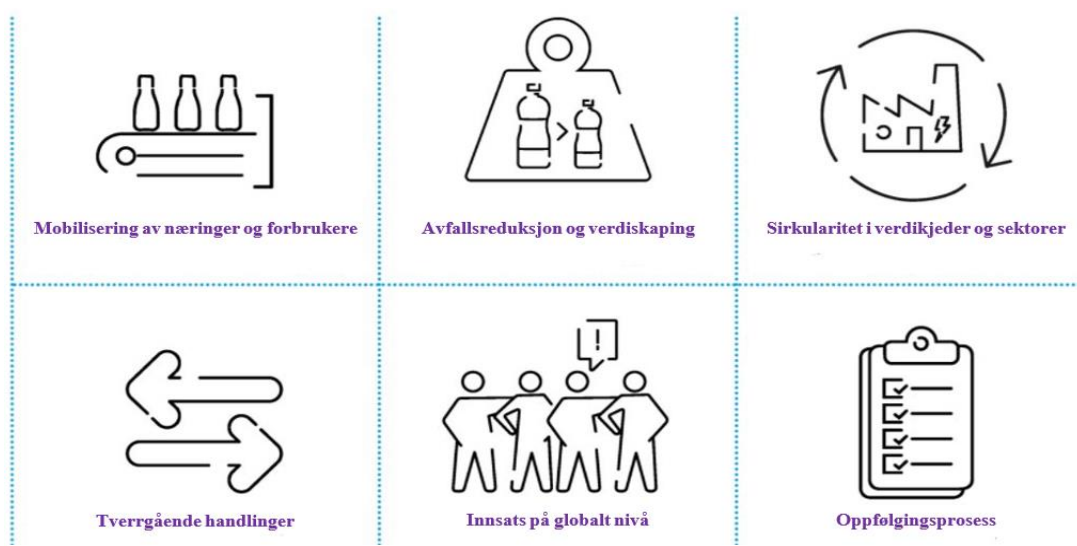 Mobilisering av næringer og forbrukere
Avfallsreduksjon og verdiskaping
Sirkularitet i verdikjeder og sektorer
!
>
Tverrgående handlinger
Innsats på globalt nivå
Oppfølgingsprosess